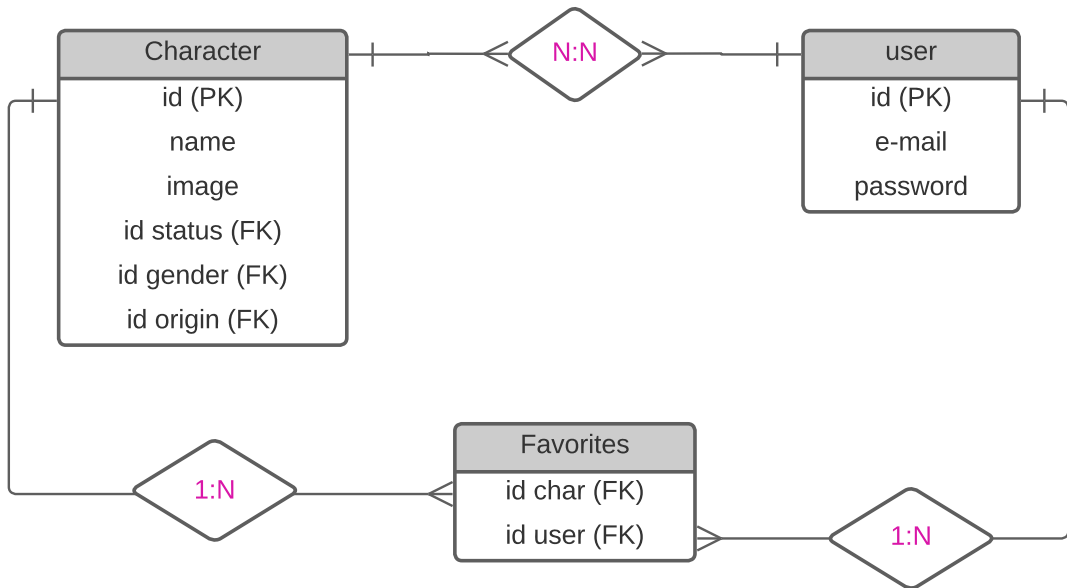 Character
id (PK)
name
image
id status (FK)
id gender (FK)
id origin (FK)
N:N
user
id (PK)
e-mail
password
1:N
Favorites
id char (FK)
id user (FK)
1:N